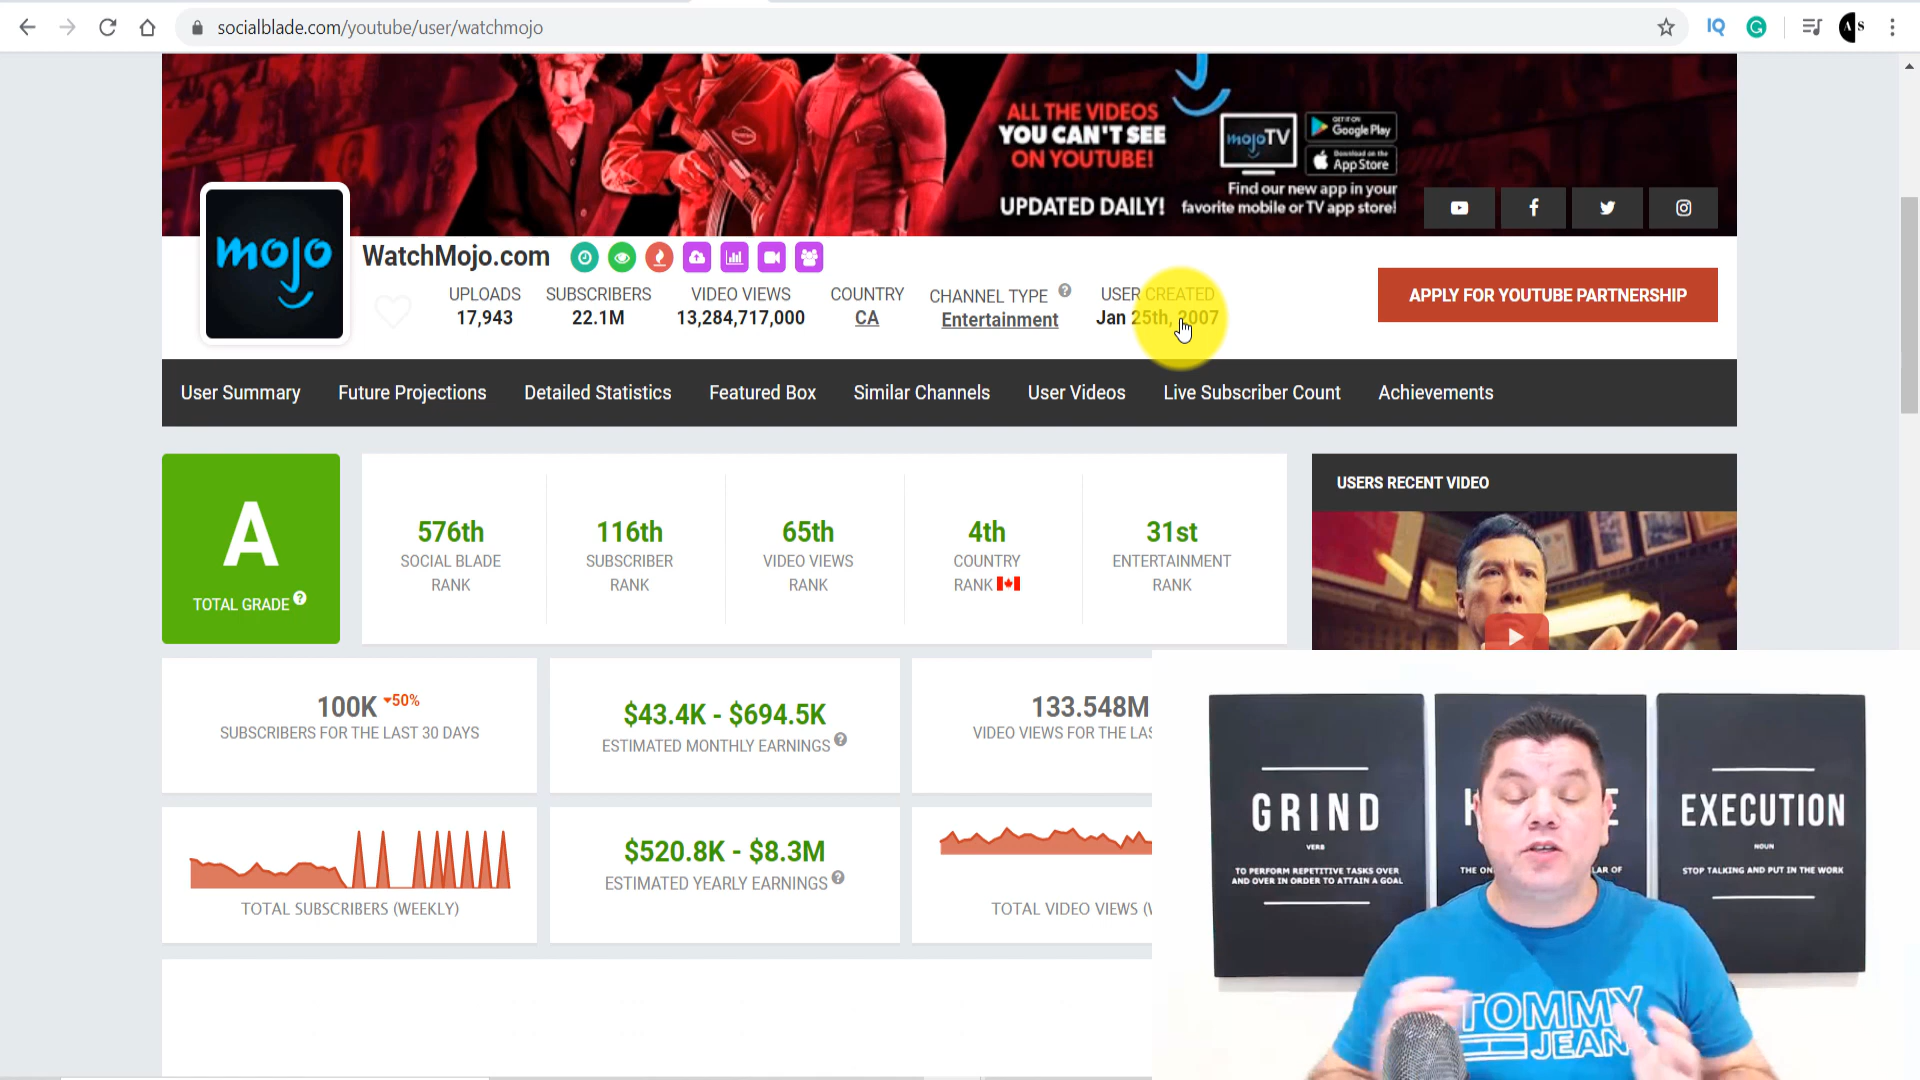 socialblade.com/youtube/user/watchmojo
IQ
G
A S
ALL THE VIDEOS
YOU CAN'T SEE
ON YOUTUBE!
UPDATED DAILY!
mojoTV
GET IT ON
Google Play
Download on the
App Store
Find our new app in your
favorite mobile or TV app store!
mojo
WatchMojo.com
UPLOADS
17,943
SUBSCRIBERS
22.1M
VIDEO VIEWS
13,284,717,000
COUNTRY
CA
CHANNEL TYPE ?
Entertainment
USER CREATED
Jan 25th, 2007
APPLY FOR YOUTUBE PARTNERSHIP
User Summary
Future Projections
Detailed Statistics
Featured Box
Similar Channels
User Videos
Live Subscriber Count
Achievements
A
TOTAL GRADE ?
576th
SOCIAL BLADE
RANK
116th
SUBSCRIBER
RANK
65th
VIDEO VIEWS
RANK
4th
COUNTRY
RANK
31st
ENTERTAINMENT
RANK
USERS RECENT VIDEO
100K 50%
SUBSCRIBERS FOR THE LAST 30 DAYS
$43.4K - $694.5K
ESTIMATED MONTHLY EARNINGS ?
133.548M
VIDEO VIEWS FOR THE LAS
TOTAL SUBSCRIBERS (WEEKLY)
$520.8K - $8.3M
ESTIMATED YEARLY EARNINGS ?
TOTAL VIDEO VIEWS (
GRIND
VERB
TO PERFORM REPETITIVE TASKS OVER
AND OVER IN ORDER TO ATTAIN A GOAL
H E
THE ON LAR OF
EXECUTION
NOUN
STOP TALKING AND PUT IN THE WORK
TOMMY
JEAN